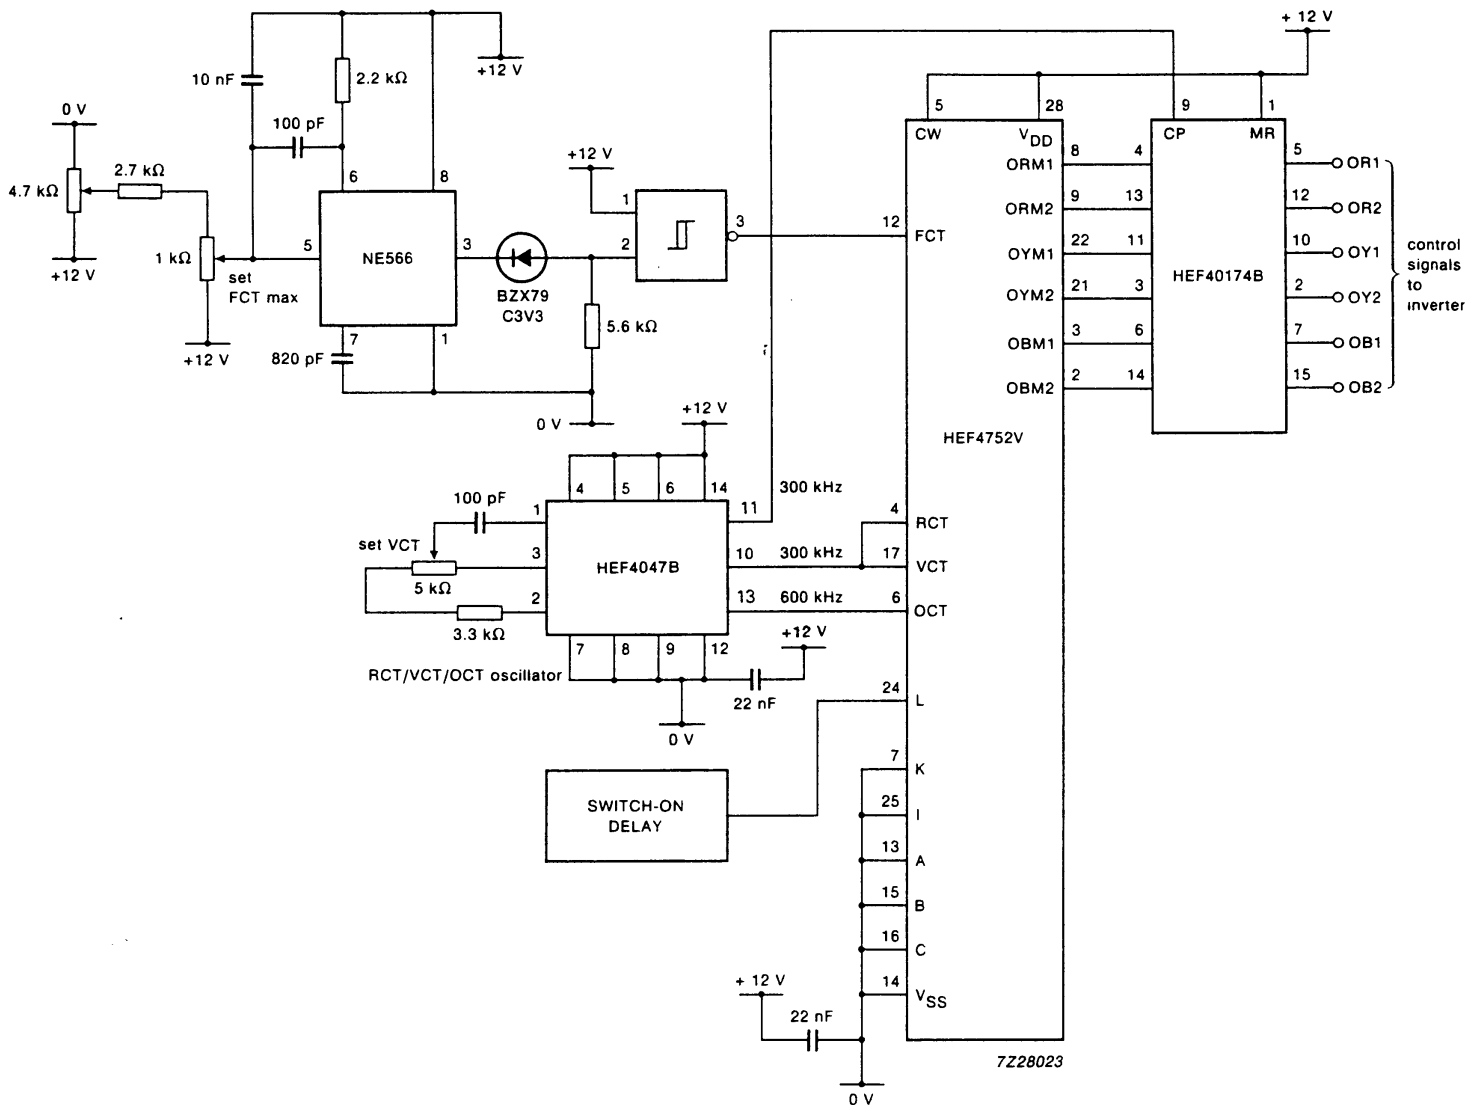 +12 V
10 nF
2.2 kΩ
+12 V
0 V
100 pF
4.7 kΩ
2.7 kΩ
+12 V
1 kΩ
set
FCT max
+12 V
6
8
5
NE566
3
7
1
820 pF
BZX79
C3V3
5.6 kΩ
0 V
+12 V
1
2
3
+ 12 V
5
28
9
1
CW
VDD
CP
MR
12
FCT
ORM1
8
4
5
OR1
ORM2
9
13
12
OR2
OYM1
22
11
10
OY1
OYM2
21
3
2
OY2
OBM1
3
6
7
OB1
OBM2
2
14
15
OB2
HEF40174B
control
signals
to
inverter
HEF4752V
+12 V
4
5
6
14
100 pF
1
11
300 kHz
4
RCT
set VCT
3
HEF4047B
10
300 kHz
17
VCT
5 kΩ
2
13
600 kHz
6
OCT
3.3 kΩ
7
8
9
12
+12 V
RCT/VCT/OCT oscillator
22 nF
0 V
24
L
SWITCH-ON
DELAY
7
K
25
I
13
A
15
B
16
C
14
VSS
+ 12 V
22 nF
0 V
7Z28023